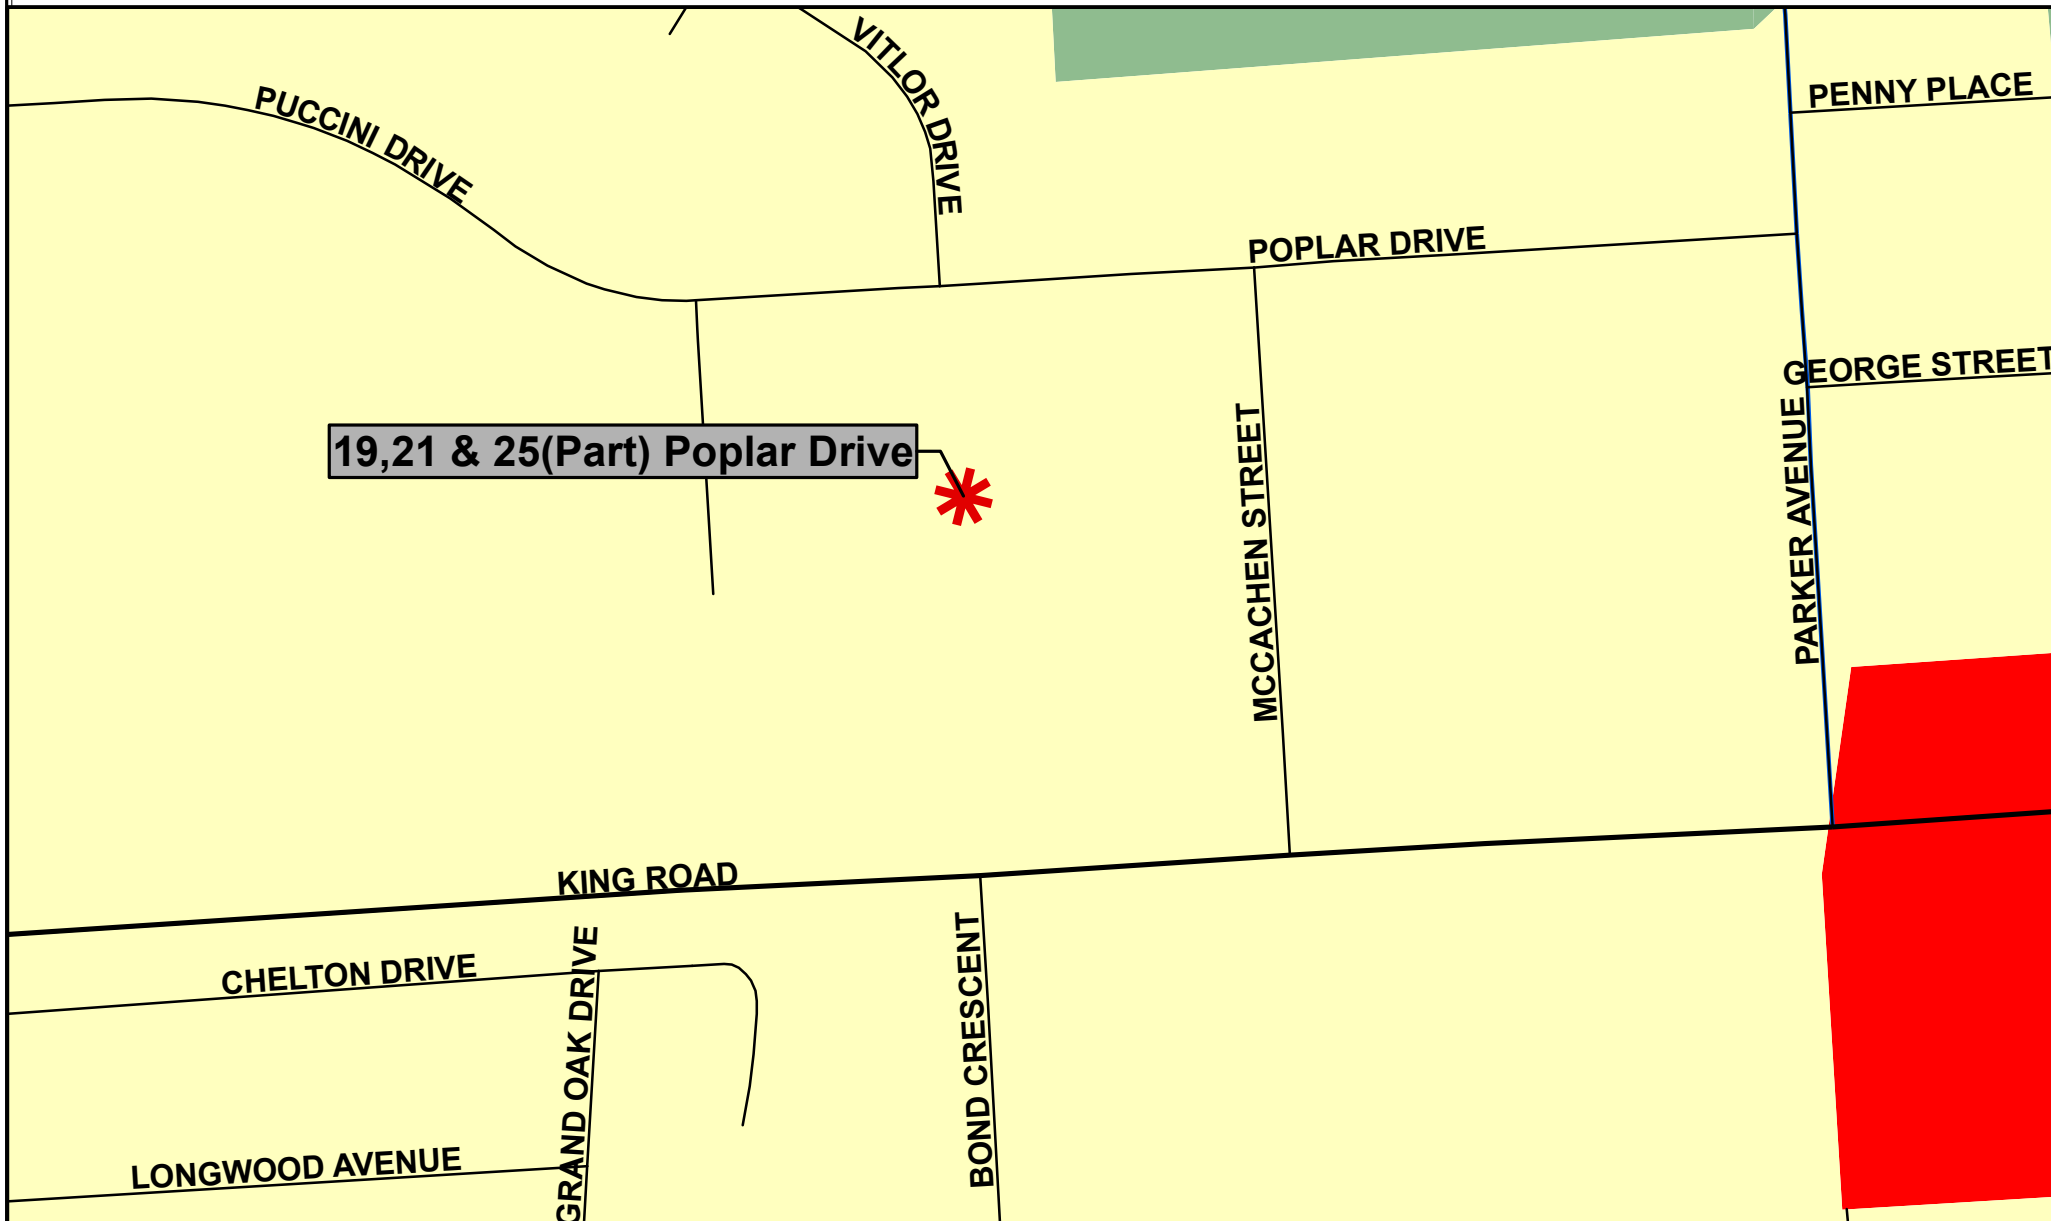 VITLOR DRIVE
PENNY PLACE
PUCCINI DRIVE
POPLAR DRIVE
GEORGE STREET
19,21 & 25(Part) Poplar Drive
MCCACHEN STREET
PARKER AVENUE
KING ROAD
CHELTON DRIVE
GRAND OAK DRIVE
BOND CRESCENT
LONGWOOD AVENUE